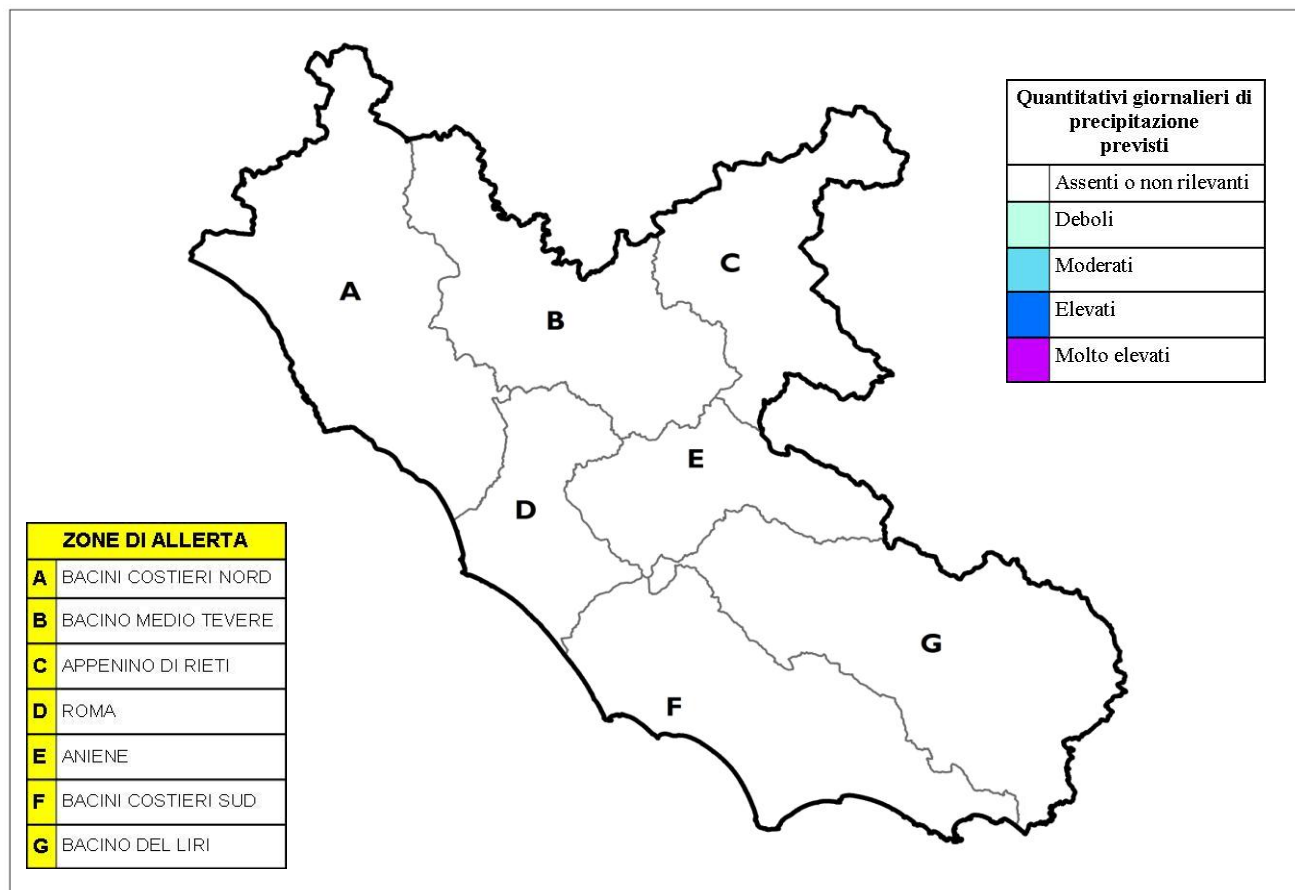 Quantitativi giornalieri di
precipitazione
previsti
Assenti o non rilevanti
Deboli
Moderati
Elevati
Molto elevati
A
B
C
D
E
F
G
ZONE DI ALLERTA
A BACINI COSTIERI NORD
B BACINO MEDIO TEVERE
C APPENINO DI RIETI
D ROMA
E ANIENE
F BACINI COSTIERI SUD
G BACINO DEL LIRI